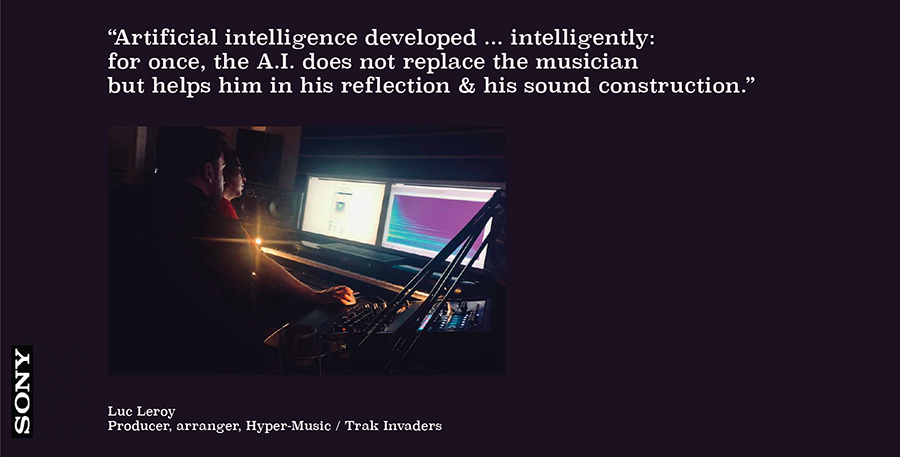 “Artificial intelligence developed ... intelligently:
for once, the A.I. does not replace the musician
but helps him in his reflection & his sound construction.”
SONY
Luc Leroy
Producer, arranger, Hyper-Music / Trak Invaders